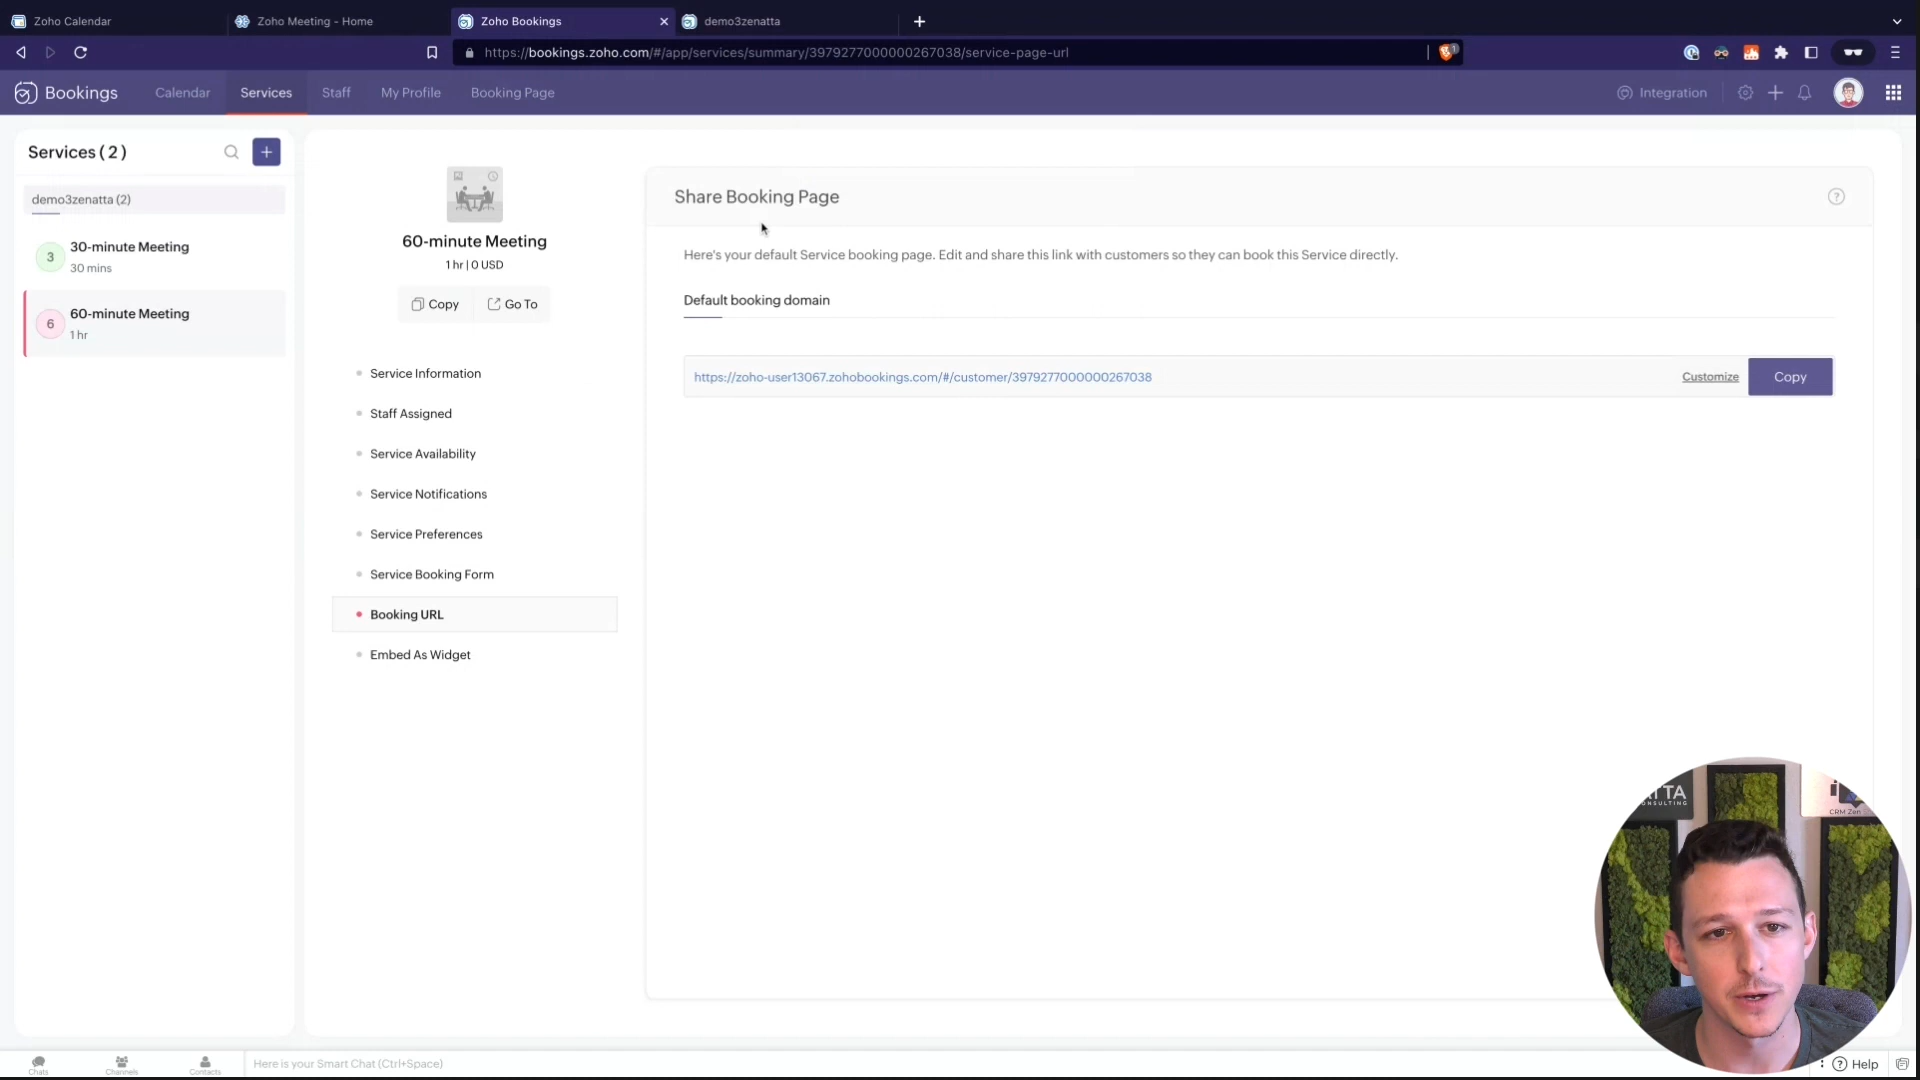 Zoho Calendar
Zoho Meeting - Home
Zoho Bookings
demo3zenatta
https://bookings.zoho.com/#/app/services/summary/3979277000000267038/service-page-url
1
Bookings
Calendar
Services
Staff
My Profile
Booking Page
Integration
Services ( 2 )
demo3zenatta (2)
3
30-minute Meeting
30 mins
6
60-minute Meeting
1 hr
60-minute Meeting
1 hr | 0 USD
Copy
Go To
Service Information
Staff Assigned
Service Availability
Service Notifications
Service Preferences
Service Booking Form
Booking URL
Embed As Widget
Share Booking Page
Here's your default Service booking page. Edit and share this link with customers so they can book this Service directly.
Default booking domain
https://zoho-user13067.zohobookings.com/#/customer/3979277000000267038
Customize
Copy
CRM Zen
Chats
Channels
Contacts
Here is your Smart Chat (Ctrl+Space)
Help